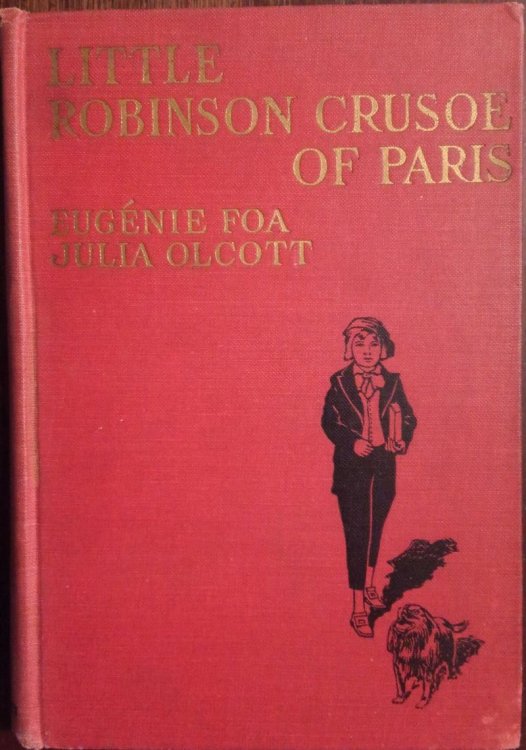 LITTLE
ROBINSON CRUSOE
OF PARIS
EUGÉNIE FOA
JULIA OLCOTT